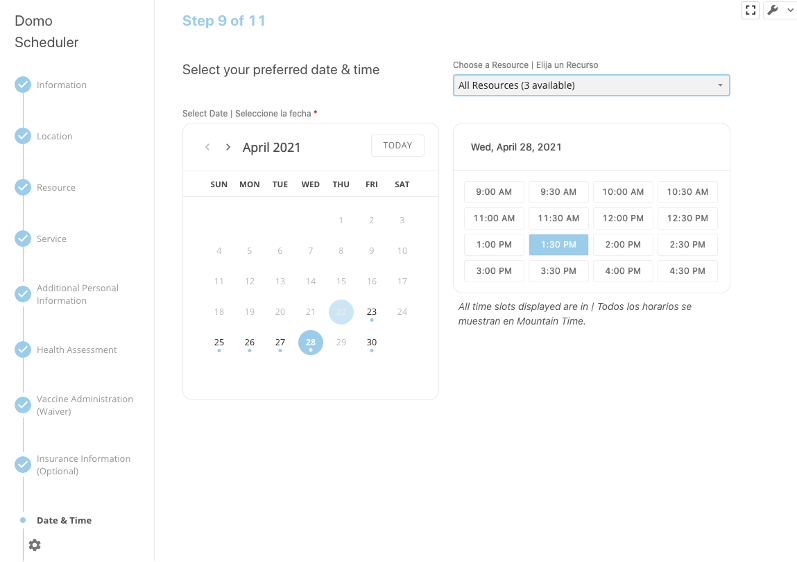 Domo
Scheduler
Information
Location
Resource
Service
Additional Personal
Information
Health Assessment
Vaccine Administration
(Waiver)
Insurance Information
(Optional)
Date & Time
Step 9 of 11
Select your preferred date & time
Choose a Resource | Elija un Recurso
All Resources (3 available)
Select Date | Seleccione la fecha *
April 2021 TODAY
SUN MON TUE WED THU FRI SAT
1 2 3
4 5 6 7 8 9 10
11 12 13 14 15 16 17
18 19 20 21 22 23 24
25 26 27 28 29 30
Wed, April 28, 2021
9:00 AM 9:30 AM 10:00 AM 10:30 AM
11:00 AM 11:30 AM 12:00 PM 12:30 PM
1:00 PM 1:30 PM 2:00 PM 2:30 PM
3:00 PM 3:30 PM 4:00 PM 4:30 PM
All time slots displayed are in | Todos los horarios se
muestran en Mountain Time.